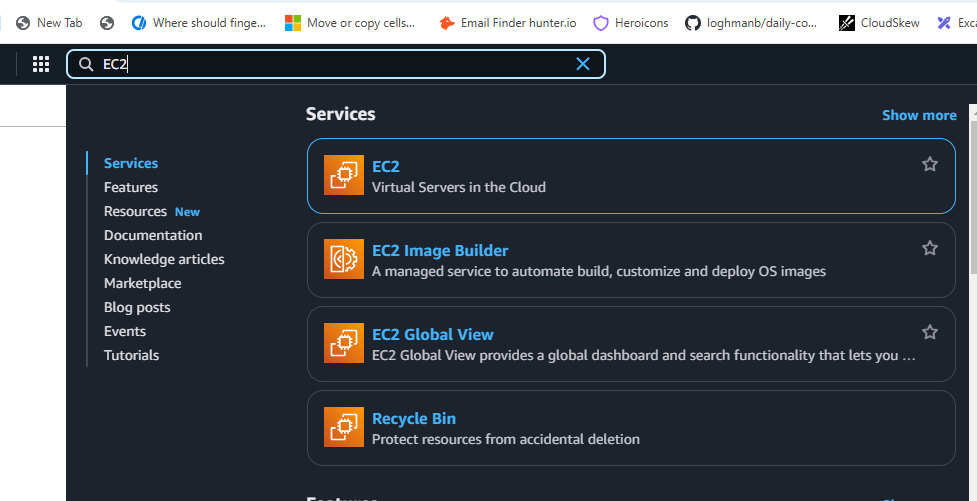 New Tab
Where should finge...
Move or copy cells...
Email Finder hunter.io
Heroicons
loghmanb/daily-co...
CloudSkew
Exca
EC2
Services
Show more
Services
Features
Resources New
Documentation
Knowledge articles
Marketplace
Blog posts
Events
Tutorials
EC2
Virtual Servers in the Cloud
EC2 Image Builder
A managed service to automate build, customize and deploy OS images
EC2 Global View
EC2 Global View provides a global dashboard and search functionality that lets you ...
Recycle Bin
Protect resources from accidental deletion
Features